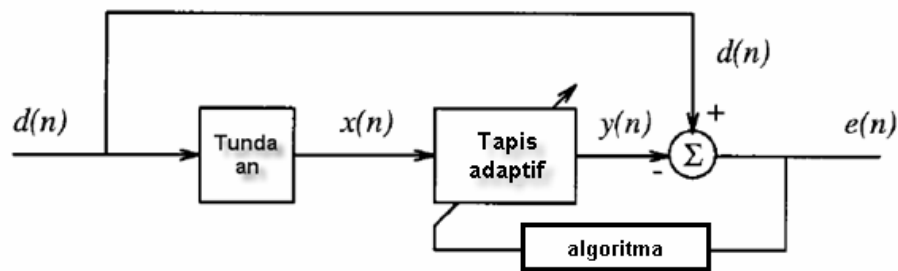 d(n)
d(n)
Tunda
an
x(n)
Tapis
adaptif
y(n)
+
-
Σ
e(n)
algoritma